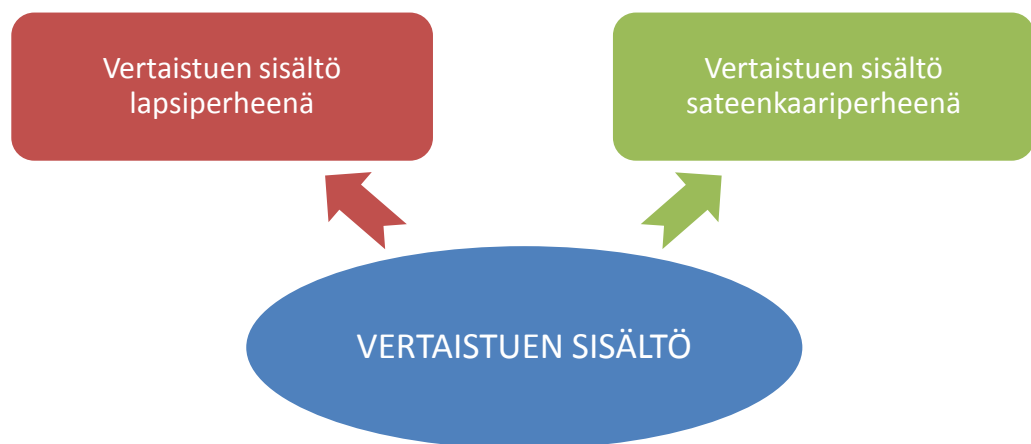 Vertaistuen sisältö
lapsiperheenä
Vertaistuen sisältö
sateenkaariperheenä
VERTAISTUEN SISÄLTÖ